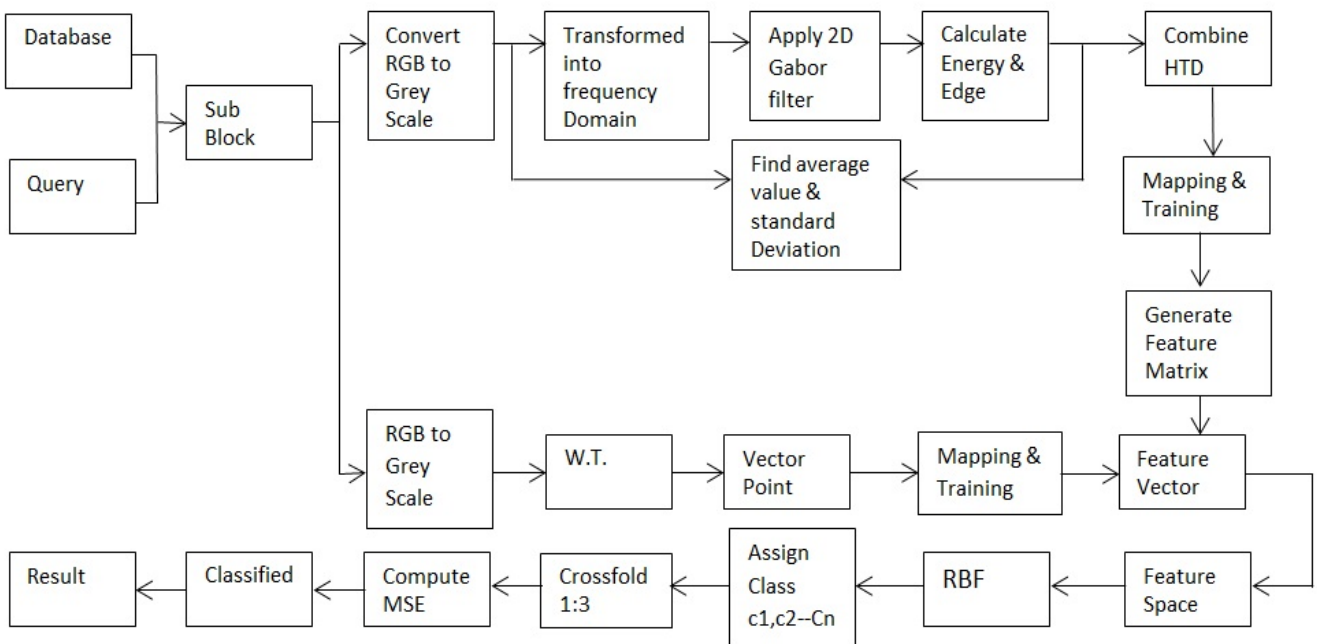 Database
Query
Sub
Block
Convert
RGB to
Grey
Scale
Transformed
into
frequency
Domain
Apply 2D
Gabor
filter
Calculate
Energy &
Edge
Combine
HTD
Find average
value &
standard
Deviation
Mapping &
Training
Generate
Feature
Matrix
RGB to
Grey
Scale
W.T.
Vector
Point
Mapping &
Training
Feature
Vector
Feature
Space
RBF
Assign
Class
c1,c2--Cn
Crossfold
1:3
Compute
MSE
Classified
Result